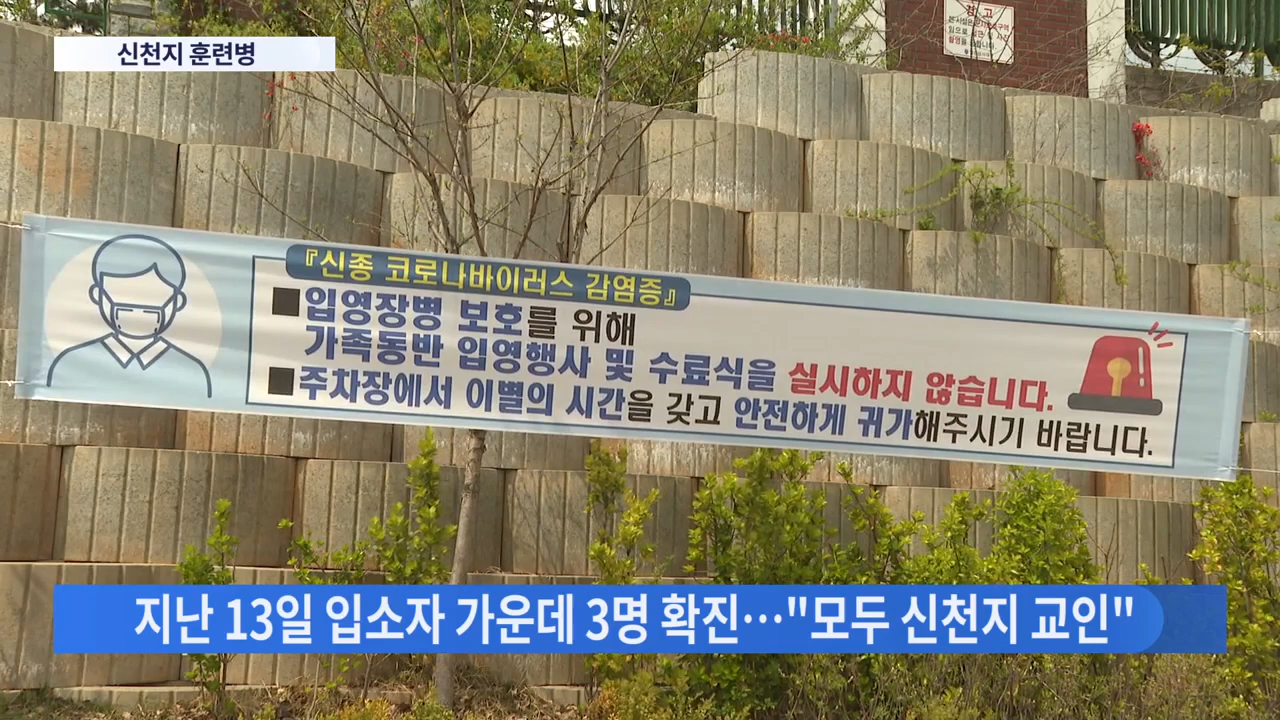 경 고
신천지 훈련병
『신종 코로나바이러스 감염증』
■입영장병 보호를 위해
가족동반 입영행사 및 수료식을 실시하지 않습니다.
■주차장에서 이별의 시간을 갖고 안전하게 귀가해주시기 바랍니다.
지난 13일 입소자 가운데 3명 확진…"모두 신천지 교인"